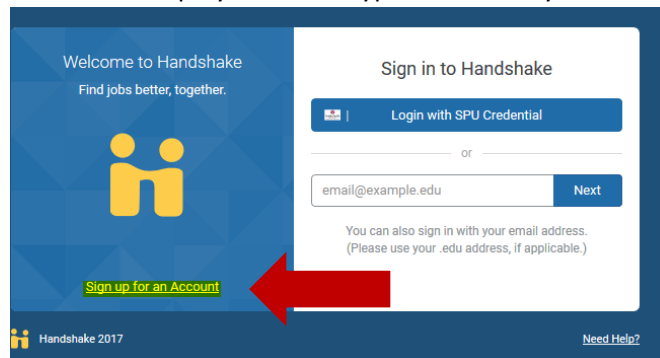 Welcome to Handshake
Find jobs better, together.
Sign up for an Account
Sign in to Handshake
Login with SPU Credential
or
email@example.edu
Next
You can also sign in with your email address.
(Please use your .edu address, if applicable.)
Handshake 2017
Need Help?